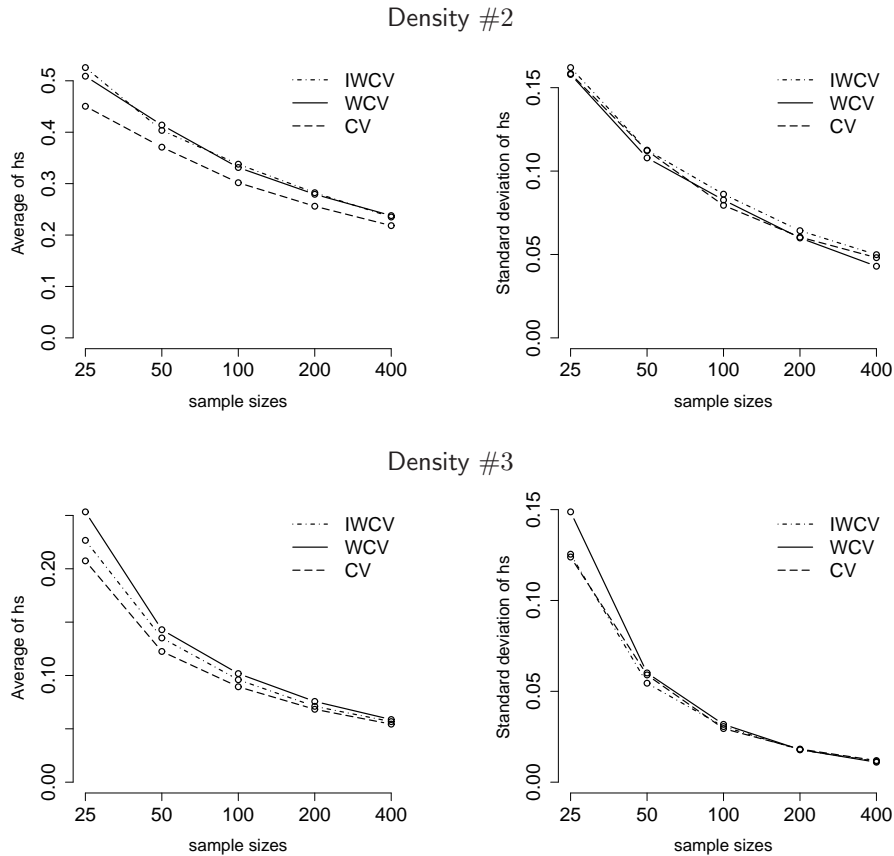 Density #2
Average of hs
0.0 0.1 0.2 0.3 0.4 0.5
IWCV
WCV
CV
25 50 100 200 400
sample sizes
Standard deviation of hs
0.00 0.05 0.10 0.15
IWCV
WCV
CV
25 50 100 200 400
sample sizes
Density #3
Average of hs
0.00 0.10 0.20
IWCV
WCV
CV
25 50 100 200 400
sample sizes
Standard deviation of hs
0.00 0.05 0.10 0.15
IWCV
WCV
CV
25 50 100 200 400
sample sizes